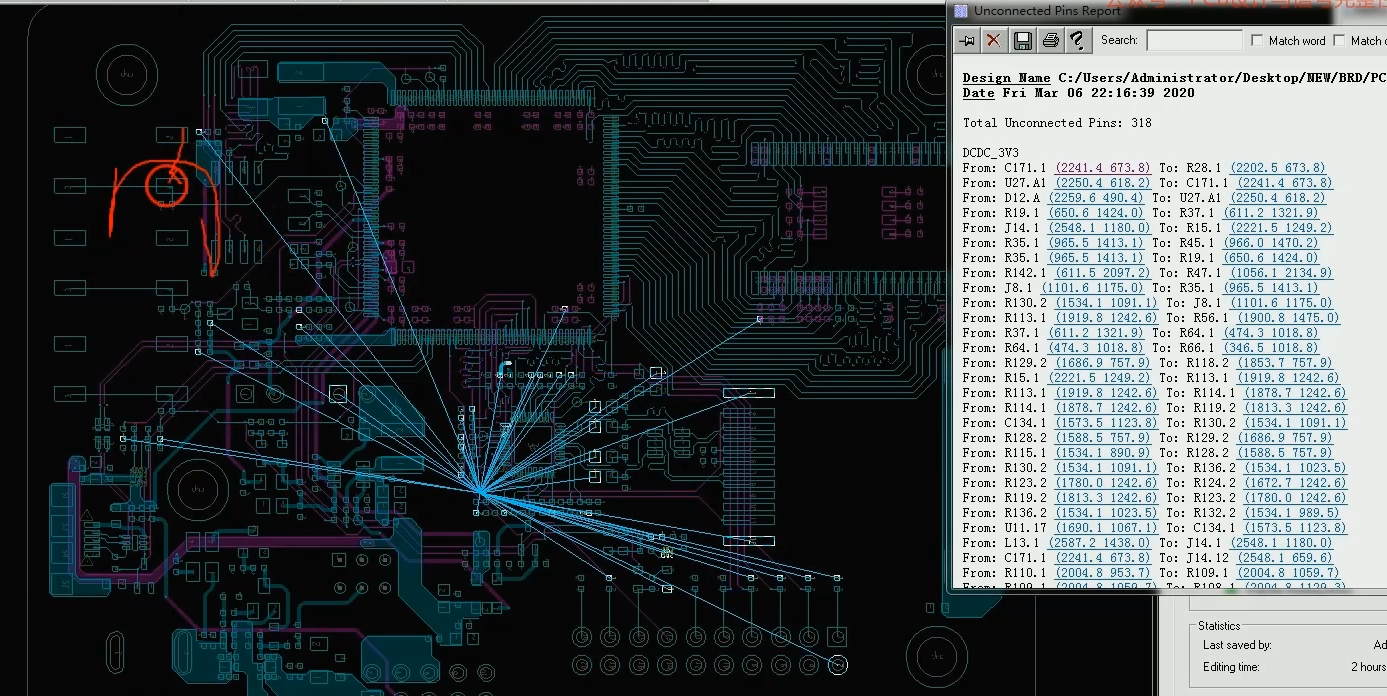 Unconnected Pins Report
Search:
Match word
Design Name C:/Users/Administrator/Desktop/NEW/BRD/PC
Date Fri Mar 06 22:16:39 2020
Total Unconnected Pins: 318
DCDC_3V3
From: C171.1 (2241.4 673.8) To: R28.1 (2202.5 673.8)
From: U27.A1 (2250.4 618.2) To: C171.1 (2241.4 673.8)
From: D12.A (2259.6 490.4) To: U27.A1 (2250.4 618.2)
From: R19.1 (650.6 1424.0) To: R37.1 (611.2 1321.9)
From: J14.1 (2548.1 1180.0) To: R15.1 (2221.5 1249.2)
From: R35.1 (965.5 1413.1) To: R45.1 (966.0 1470.2)
From: R35.1 (965.5 1413.1) To: R19.1 (650.6 1424.0)
From: R142.1 (611.5 2097.2) To: R47.1 (1056.1 2134.9)
From: J8.1 (1101.6 1175.0) To: R35.1 (965.5 1413.1)
From: R130.2 (1534.1 1091.1) To: J8.1 (1101.6 1175.0)
From: R113.1 (1919.8 1242.6) To: R56.1 (1900.8 1475.0)
From: R37.1 (611.2 1321.9) To: R64.1 (474.3 1018.8)
From: R64.1 (474.3 1018.8) To: R66.1 (346.5 1018.8)
From: R129.2 (1686.9 757.9) To: R118.2 (1853.7 757.9)
From: R15.1 (2221.5 1249.2) To: R113.1 (1919.8 1242.6)
From: R113.1 (1919.8 1242.6) To: R114.1 (1878.7 1242.6)
From: R114.1 (1878.7 1242.6) To: R119.2 (1813.3 1242.6)
From: C134.1 (1573.5 1123.8) To: R130.2 (1534.1 1091.1)
From: R128.2 (1588.5 757.9) To: R129.2 (1686.9 757.9)
From: R115.1 (1534.1 890.9) To: R128.2 (1588.5 757.9)
From: R130.2 (1534.1 1091.1) To: R136.2 (1534.1 1023.5)
From: R123.2 (1780.0 1242.6) To: R124.2 (1672.7 1242.6)
From: R119.2 (1813.3 1242.6) To: R123.2 (1780.0 1242.6)
From: R136.2 (1534.1 1023.5) To: R132.2 (1534.1 989.5)
From: U11.17 (1690.1 1067.1) To: C134.1 (1573.5 1123.8)
From: L13.1 (2587.2 1438.0) To: J14.1 (2548.1 1180.0)
From: C171.1 (2241.4 673.8) To: J14.12 (2548.1 659.6)
From: R110.1 (2004.8 953.7) To: R109.1 (2004.8 1059.7)
Statistics
Last saved by:
Editing time:
2 hours